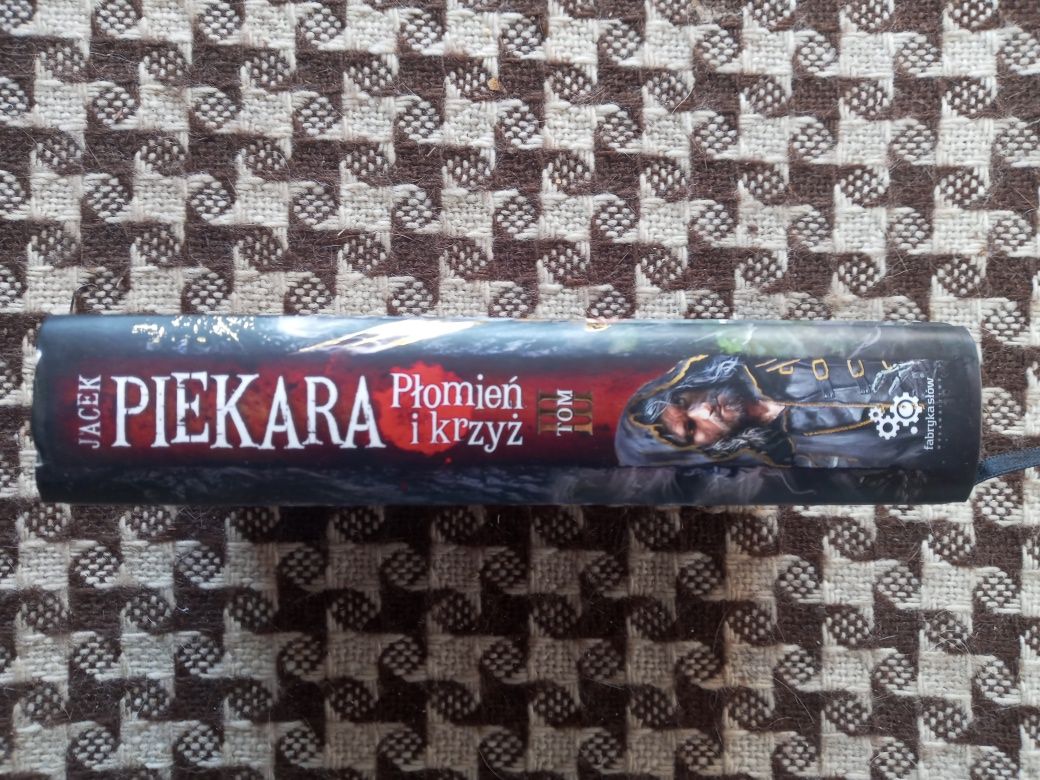 JACEK
PIEKARA
Płomień
i krzyż
TOM
III
fabryka słów